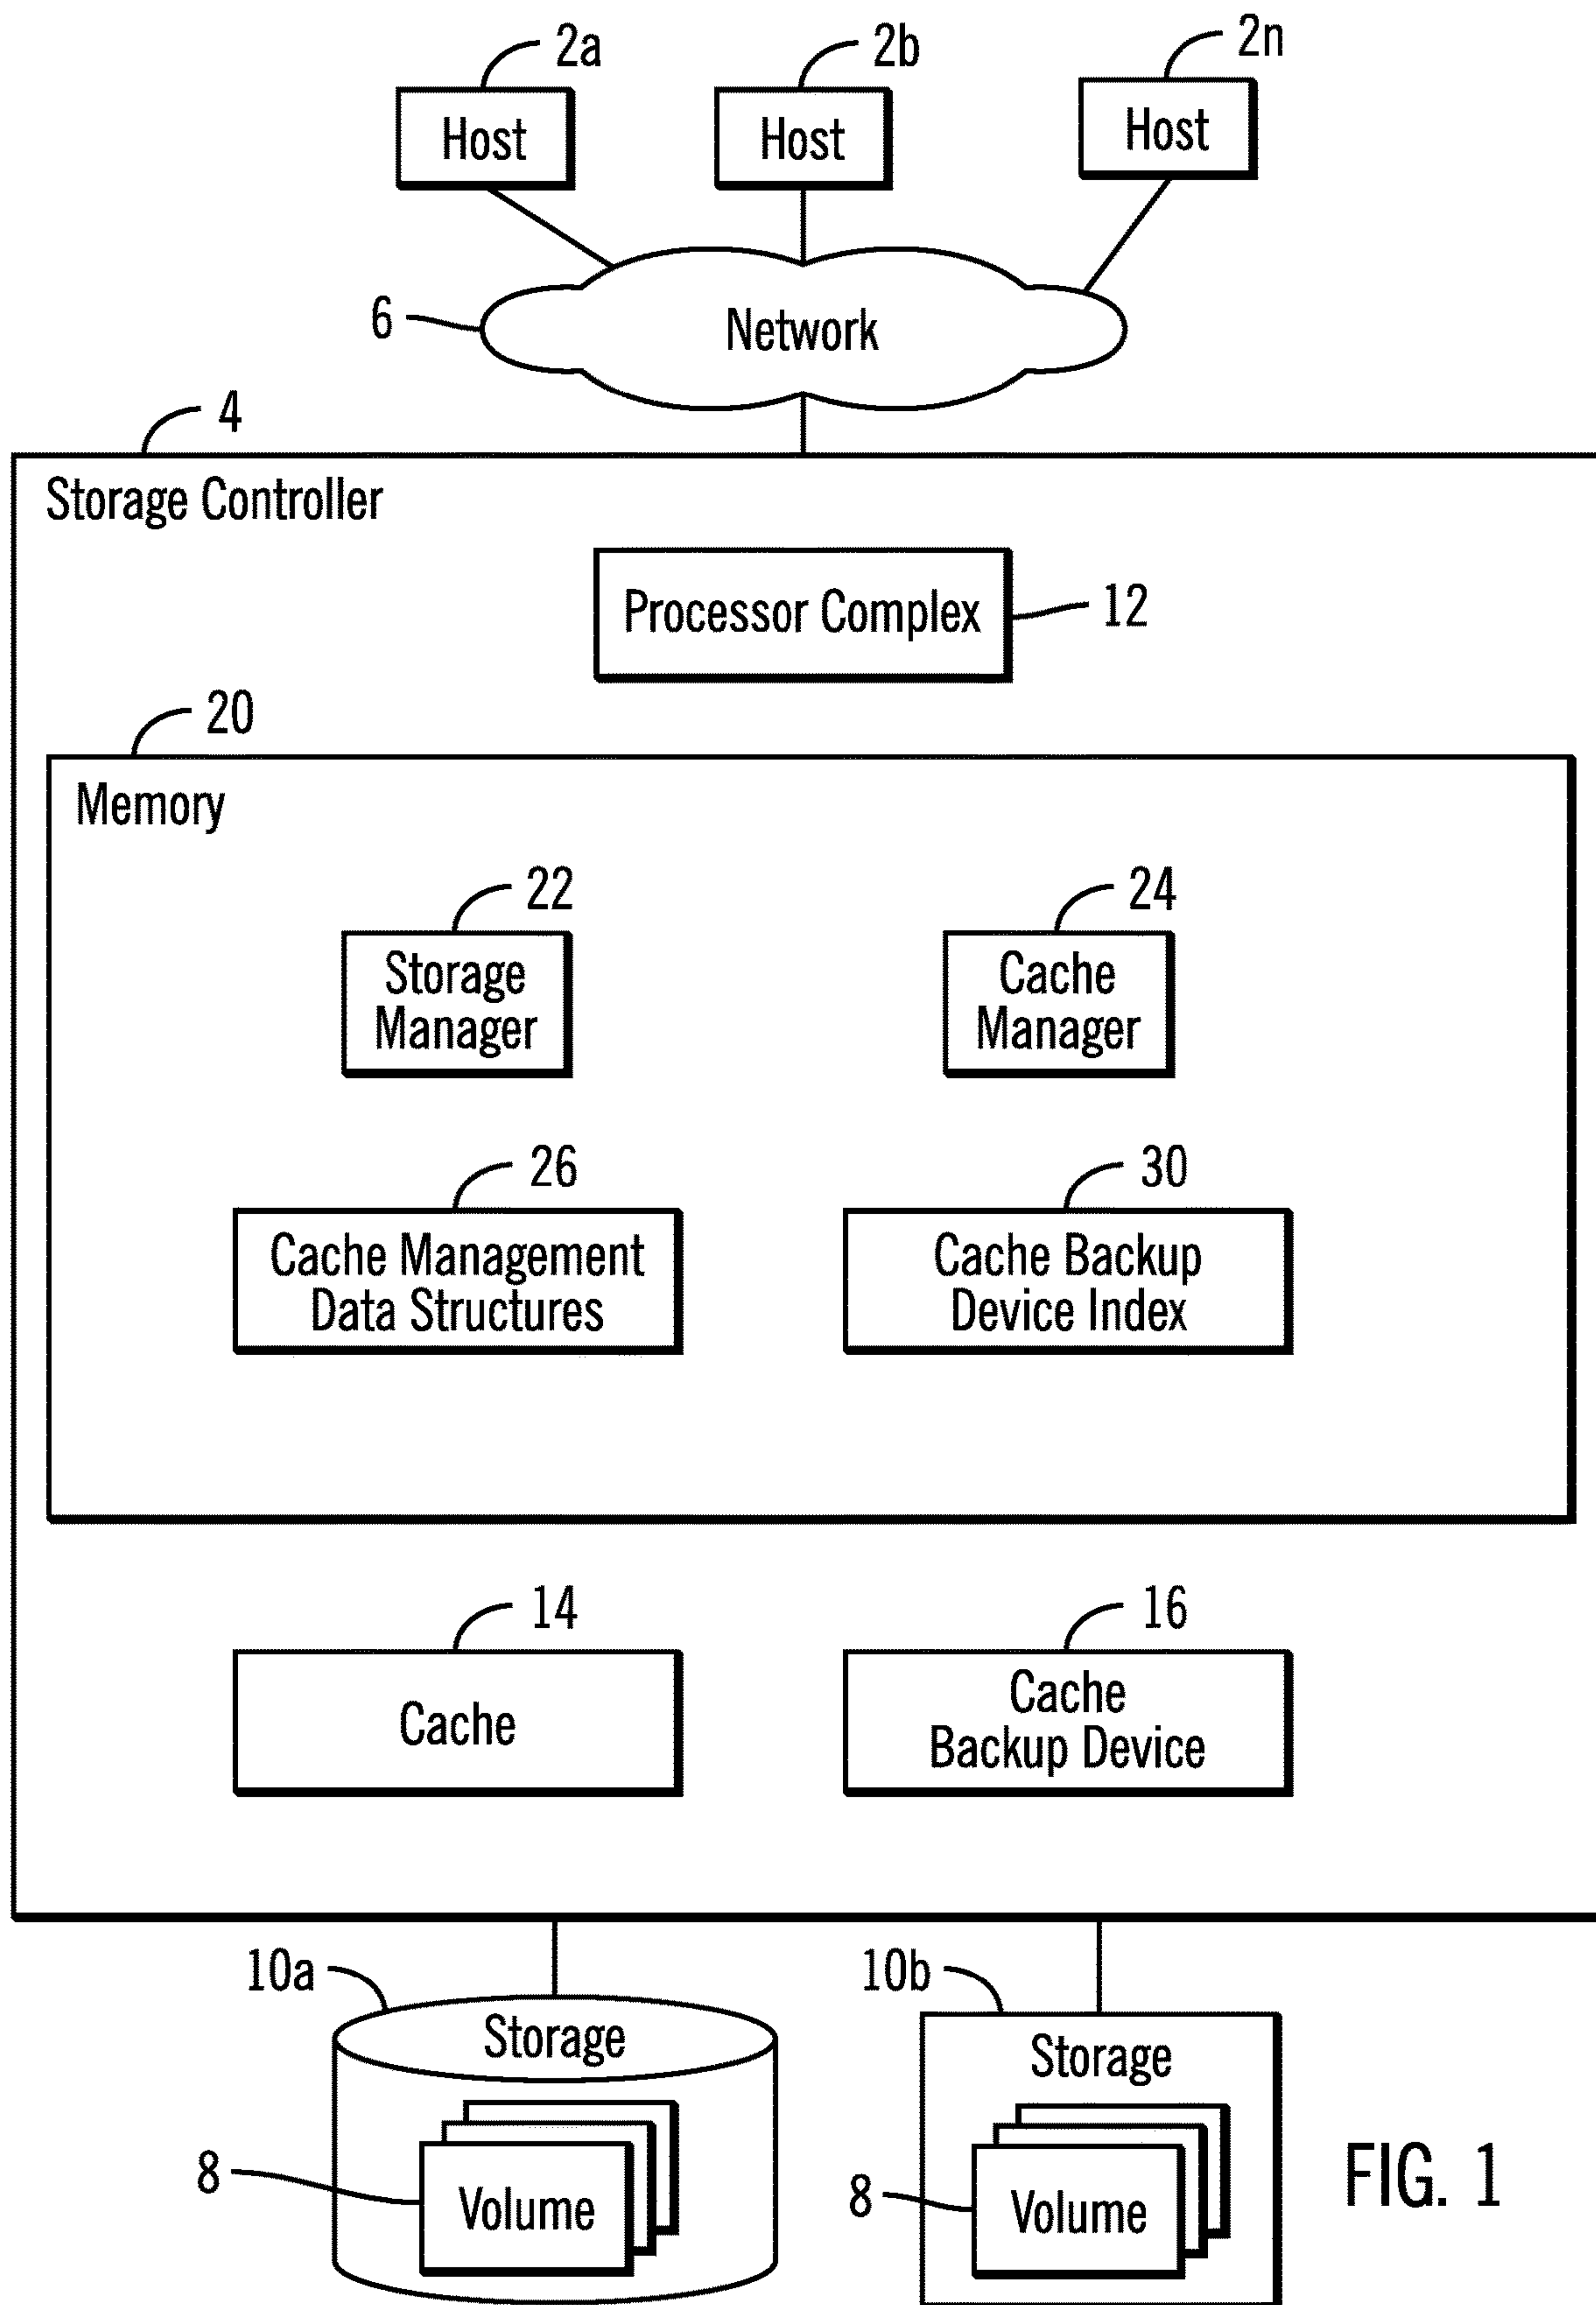 2a
2b
2n
Host
Host
Host
6
Network
4
Storage Controller
Processor Complex
12
20
Memory
22
24
Storage
Manager
Cache
Manager
26
30
Cache Management
Data Structures
Cache Backup
Device Index
14
16
Cache
Cache
Backup Device
10a
10b
Storage
Storage
8
Volume
8
Volume
FIG. 1